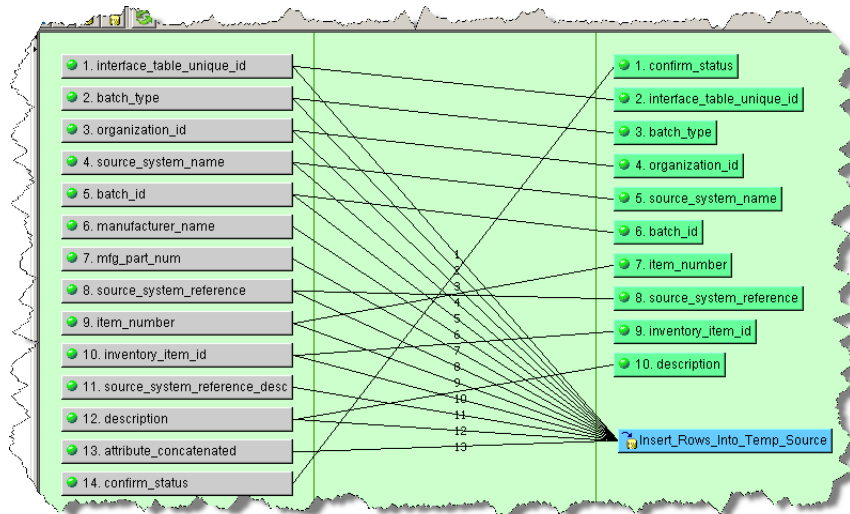 1. interface_table_unique_id
2. batch_type
3. organization_id
4. source_system_name
5. batch_id
6. manufacturer_name
7. mfg_part_num
8. source_system_reference
9. item_number
10. inventory_item_id
11. source_system_reference_desc
12. description
13. attribute_concatenated
14. confirm_status
1
2
3
4
5
6
7
8
9
10
11
12
13
1. confirm_status
2. interface_table_unique_id
3. batch_type
4. organization_id
5. source_system_name
6. batch_id
7. item_number
8. source_system_reference
9. inventory_item_id
10. description
Insert_Rows_Into_Temp_Source